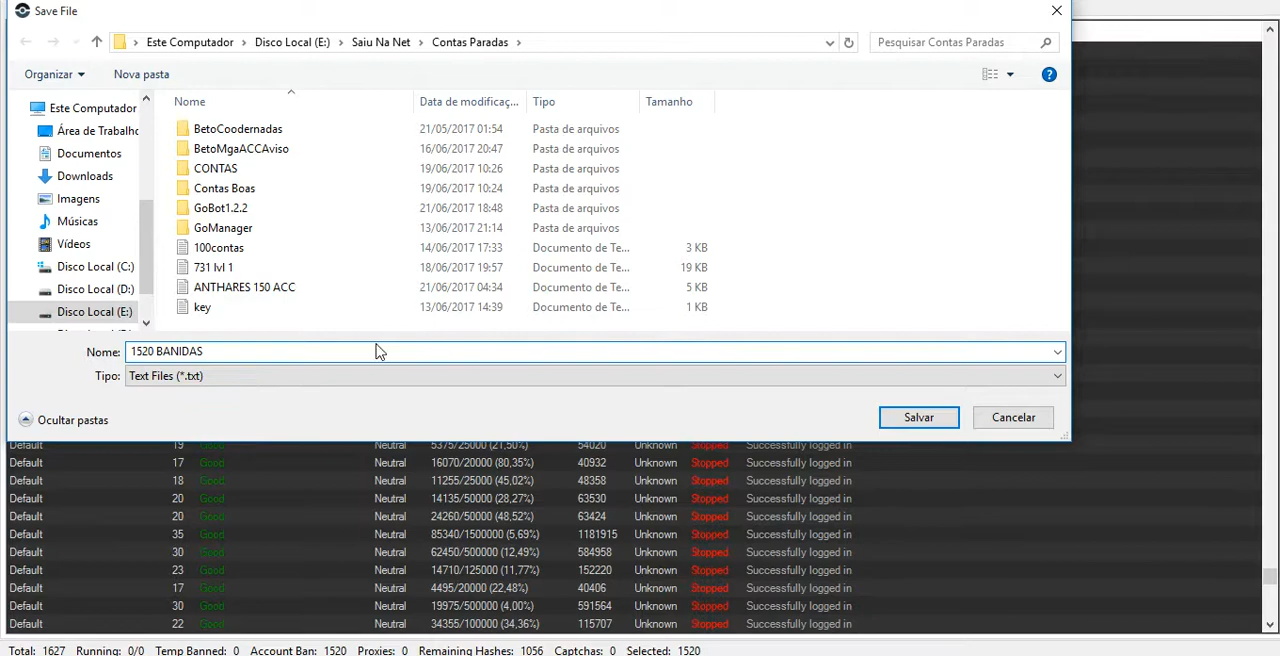 Save File
Este Computador > Disco Local (E:) > Saiu Na Net > Contas Paradas >
Pesquisar Contas Paradas
Organizar Nova pasta
Nome Data de modificaç... Tipo Tamanho
Este Computador
Área de Trabalho
Documentos
Downloads
Imagens
Músicas
Vídeos
Disco Local (C:)
Disco Local (D:)
Disco Local (E:)
BetoCoodernadas 21/05/2017 01:54 Pasta de arquivos
BetoMgaACCAviso 16/06/2017 20:47 Pasta de arquivos
CONTAS 19/06/2017 10:26 Pasta de arquivos
Contas Boas 19/06/2017 10:24 Pasta de arquivos
GoBot1.2.2 21/06/2017 18:48 Pasta de arquivos
GoManager 13/06/2017 21:14 Pasta de arquivos
100contas 14/06/2017 17:33 Documento de Te... 3 KB
731 lvl 1 18/06/2017 19:57 Documento de Te... 19 KB
ANTHARES 150 ACC 21/06/2017 04:34 Documento de Te... 5 KB
key 13/06/2017 14:39 Documento de Te... 1 KB
Nome: 1520 BANIDAS
Tipo: Text Files (*.txt)
Ocultar pastas Salvar Cancelar
Default 19 Good Neutral 5375/25000 (21,50%) 54020 Unknown Stopped Successfully logged in
Default 17 Good Neutral 16070/20000 (80,35%) 40932 Unknown Stopped Successfully logged in
Default 18 Good Neutral 11255/25000 (45,02%) 48358 Unknown Stopped Successfully logged in
Default 20 Good Neutral 14135/50000 (28,27%) 63530 Unknown Stopped Successfully logged in
Default 20 Good Neutral 24260/50000 (48,52%) 63424 Unknown Stopped Successfully logged in
Default 35 Good Neutral 85340/1500000 (5,69%) 1181915 Unknown Stopped Successfully logged in
Default 30 Good Neutral 62450/500000 (12,49%) 584958 Unknown Stopped Successfully logged in
Default 23 Good Neutral 14710/125000 (11,77%) 152220 Unknown Stopped Successfully logged in
Default 17 Good Neutral 4495/20000 (22,48%) 40406 Unknown Stopped Successfully logged in
Default 30 Good Neutral 19975/500000 (4,00%) 591564 Unknown Stopped Successfully logged in
Default 22 Good Neutral 34355/100000 (34,36%) 115707 Unknown Stopped Successfully logged in
Total: 1627 Running: 0/0 Temp Banned: 0 Account Ban: 1520 Proxies: 0 Remaining Hashes: 1056 Captchas: 0 Selected: 1520